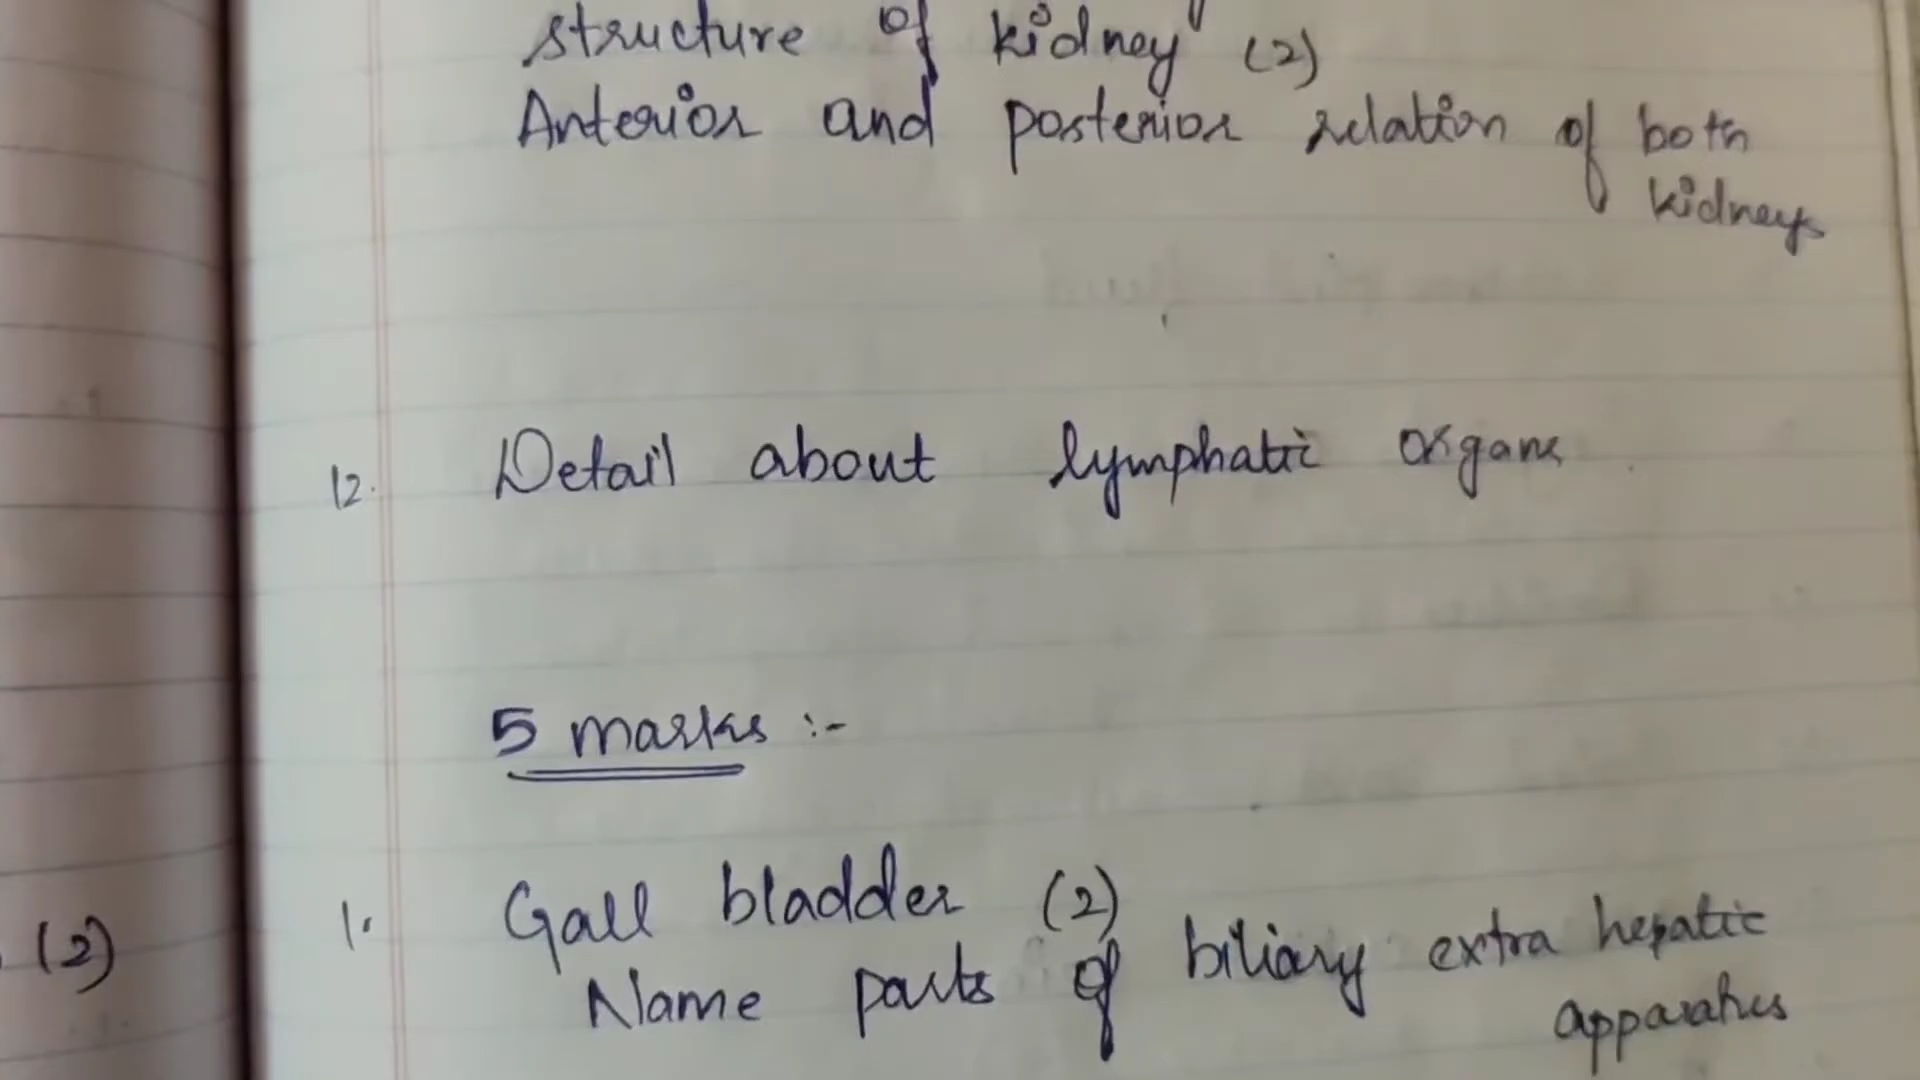 structure of kidney (2)
Anterior and posterior relation of both
kidneys
12. Detail about lymphatic organs
5 marks :-
(2)
1. Gall bladder (2)
Name parts of biliary extra hepatic
apparatus